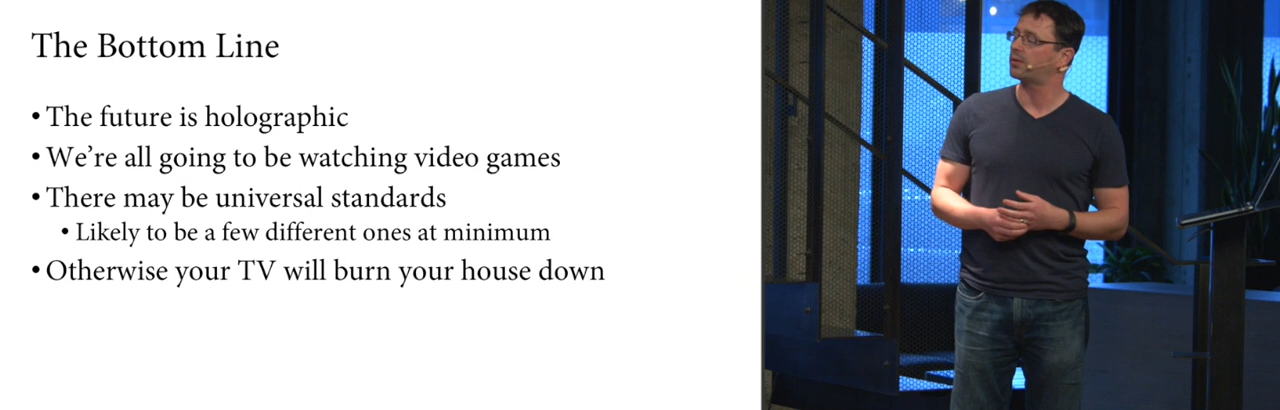 The Bottom Line
• The future is holographic
• We’re all going to be watching video games
• There may be universal standards
• Likely to be a few different ones at minimum
• Otherwise your TV will burn your house down